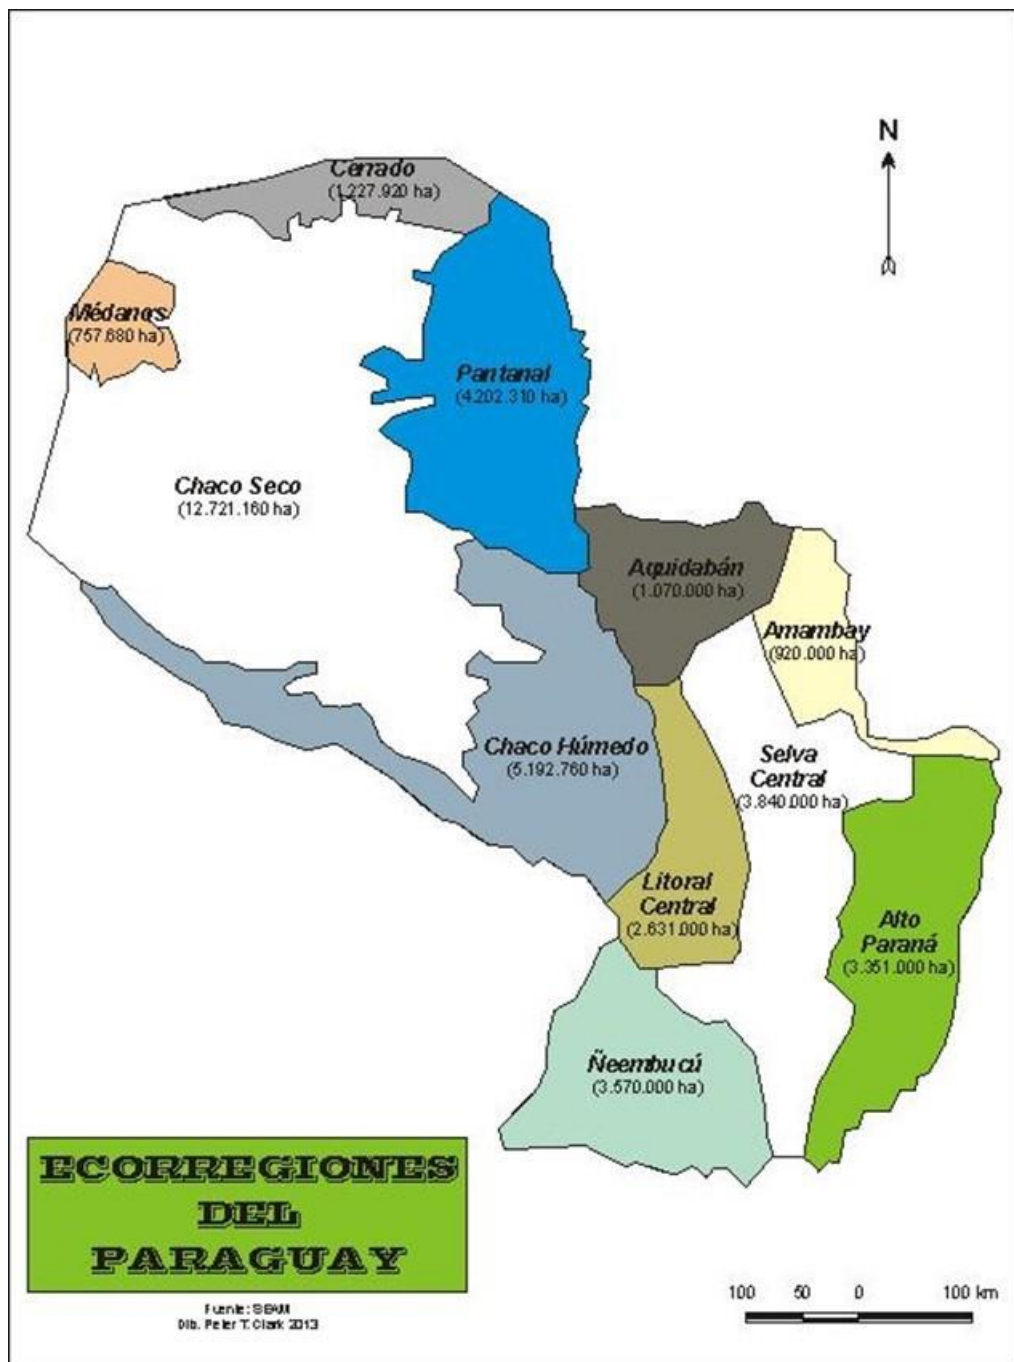 N
Cerrado
(1.227.920 ha)
Médanos
(757.680 ha)
Pantanal
(4.202.310 ha)
Chaco Seco
(12.721.160 ha)
Aquidabán
(1.070.000 ha)
Amambay
(920.000 ha)
Chaco Húmedo
(5.192.760 ha)
Selva
Central
(3.840.000 ha)
Litoral
Central
(2.631.000 ha)
Alto
Paraná
(3.351.000 ha)
Ñeembucú
(3.570.000 ha)
ECORREGIONES
DEL
PARAGUAY
Fuente: SEAM
Dib. Peter T. Clark 2013
100 50 0 100 km